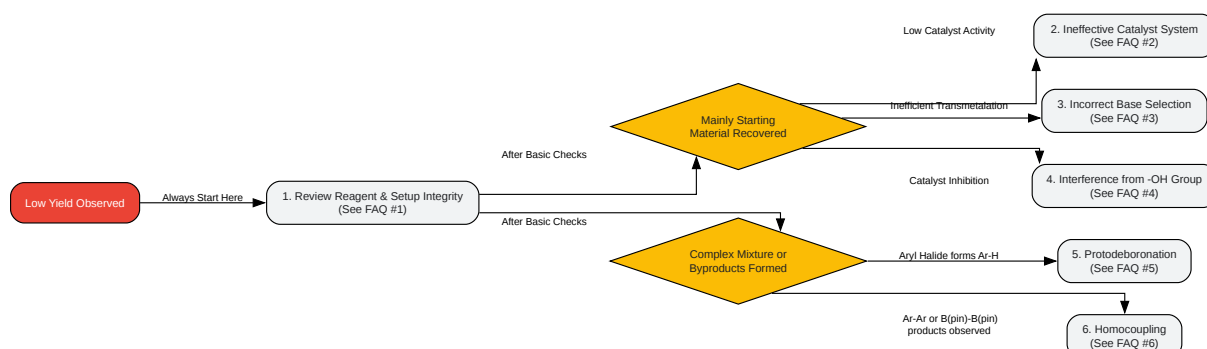 Low Yield Observed
Always Start Here
1. Review Reagent & Setup Integrity
(See FAQ #1)
After Basic Checks
After Basic Checks
Mainly Starting
Material Recovered
Complex Mixture or
Byproducts Formed
Low Catalyst Activity
Inefficient Transmetalation
Catalyst Inhibition
Aryl Halide forms Ar-H
Ar-Ar or B(pin)-B(pin)
products observed
2. Ineffective Catalyst System
(See FAQ #2)
3. Incorrect Base Selection
(See FAQ #3)
4. Interference from -OH Group
(See FAQ #4)
5. Protodeboronation
(See FAQ #5)
6. Homocoupling
(See FAQ #6)